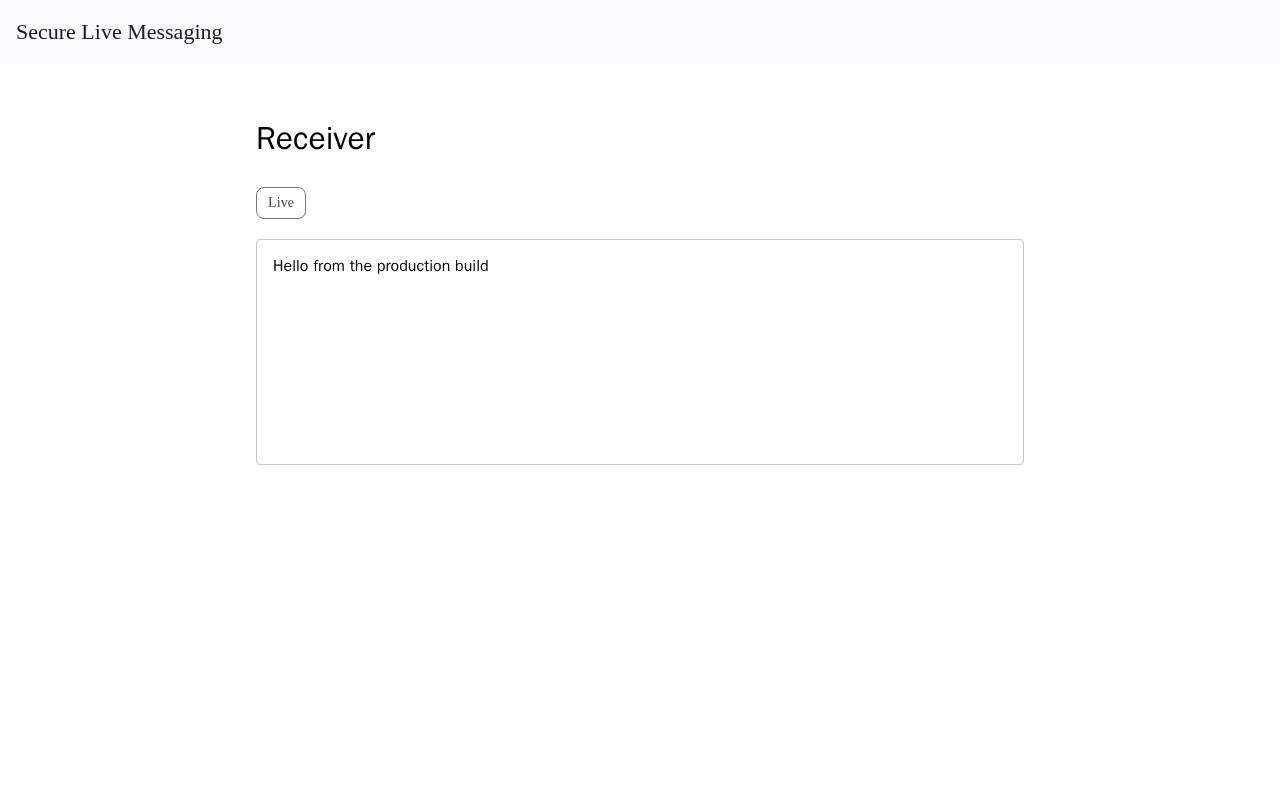 Secure Live Messaging
Receiver
Live
Hello from the production build